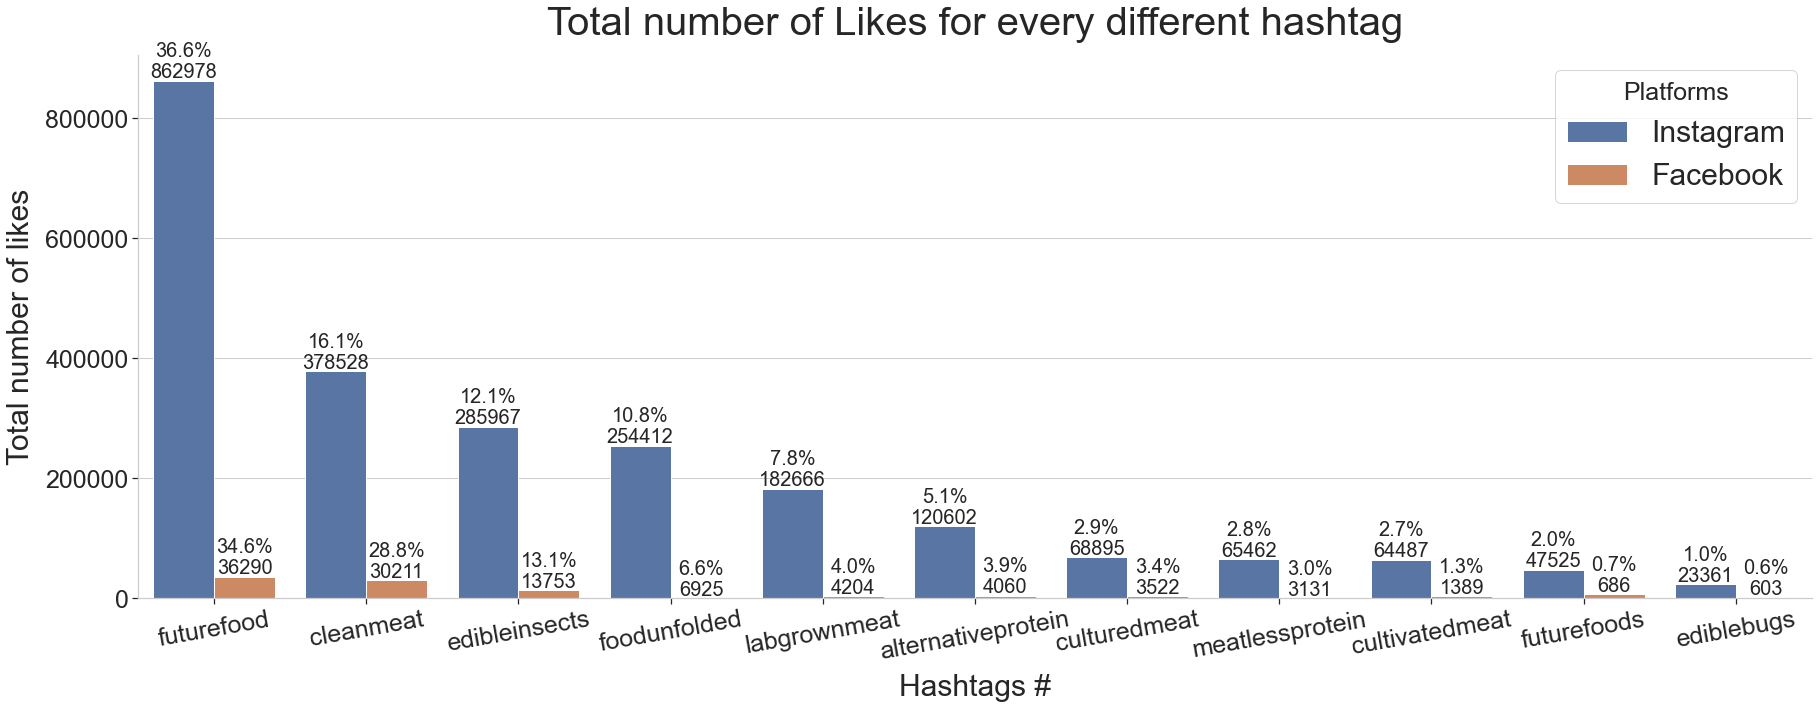 Total number of Likes for every different hashtag
Platforms
Instagram
Facebook
Total number of likes
800000
600000
400000
200000
0
36.6%
862978
34.6%
36290
16.1%
378528
28.8%
30211
12.1%
285967
13.1%
13753
10.8%
254412
6.6%
6925
7.8%
182666
4.0%
4204
5.1%
120602
3.9%
4060
2.9%
68895
3.4%
3522
2.8%
65462
3.0%
3131
2.7%
64487
1.3%
1389
2.0%
47525
0.7%
686
1.0%
23361
0.6%
603
futurefood
cleanmeat
edibleinsects
foodunfolded
labgrownmeat
alternativeprotein
culturedmeat
meatlessprotein
cultivatedmeat
futurefoods
ediblebugs
Hashtags #